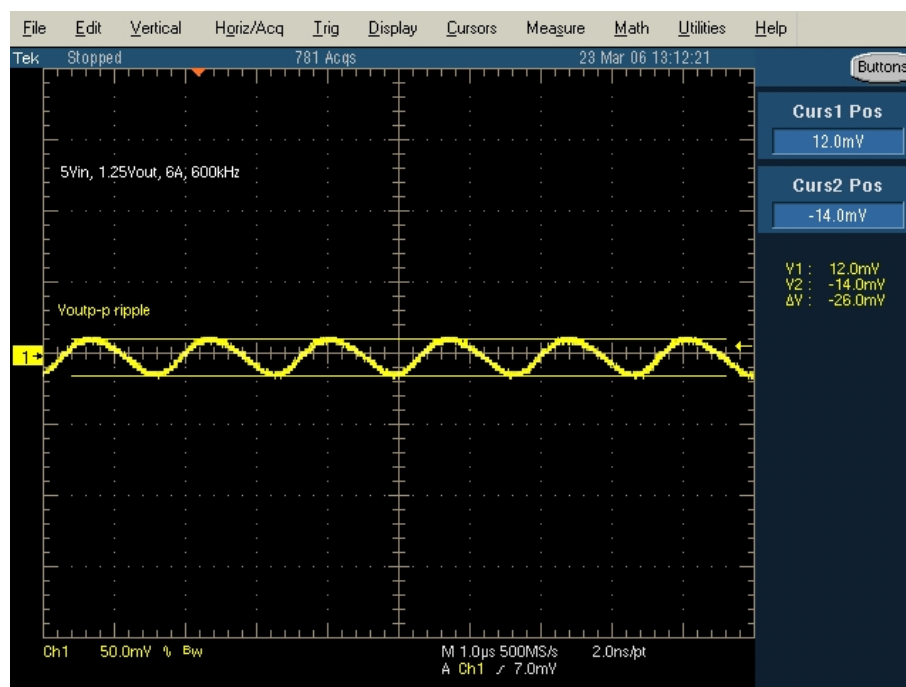 File Edit Vertical Horiz/Acq Trig Display Cursors Measure Math Utilities Help
Tek Stopped 781 Acqs 23 Mar 06 13:12:21
Buttons
Curs1 Pos
12.0mV
Curs2 Pos
-14.0mV
V1 : 12.0mV
V2 : -14.0mV
ΔV : -26.0mV
5Vin, 1.25Vout, 6A, 600kHz
Voutp-p ripple
1
Ch1 50.0mV ∿ Bw
M 1.0µs 500MS/s 2.0ns/pt
A Ch1 7.0mV